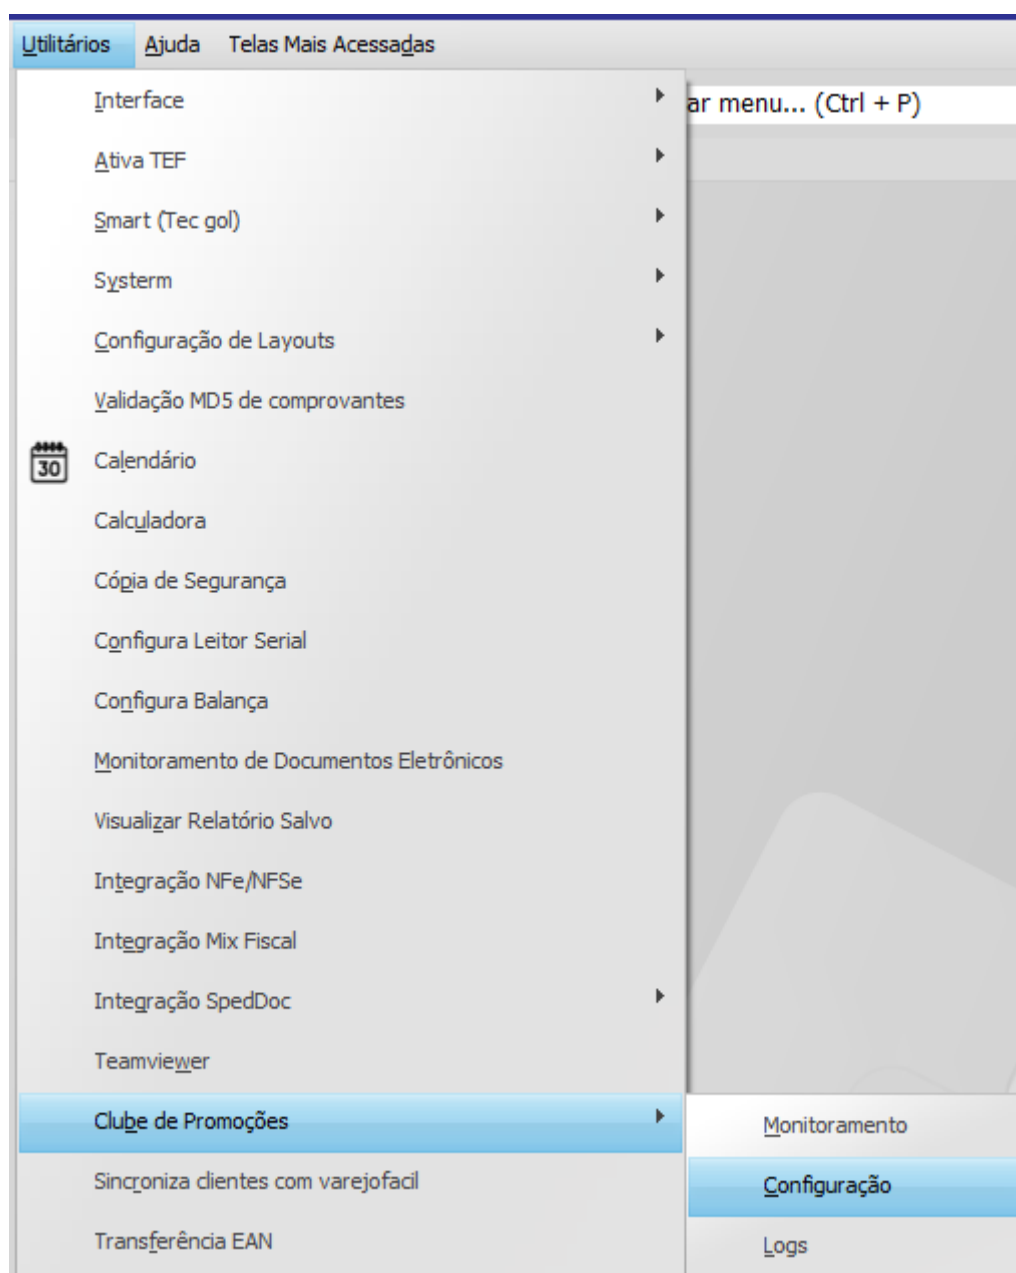 Utilitários Ajuda Telas Mais Acessadas
Interface
ar menu... (Ctrl + P)
Ativa TEF
Smart (Tec gol)
Systerm
Configuração de Layouts
Validação MD5 de comprovantes
30
Calendário
Calculadora
Cópia de Segurança
Configura Leitor Serial
Configura Balança
Monitoramento de Documentos Eletrônicos
Visualizar Relatório Salvo
Integração NFe/NFSe
Integração Mix Fiscal
Integração SpedDoc
Teamviewer
Clube de Promoções
Monitoramento
Sincroniza clientes com varejofacil
Configuração
Transferência EAN
Logs